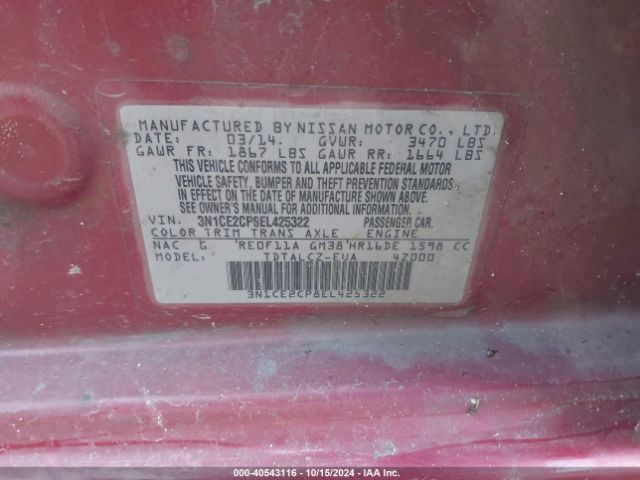 MANUFACTURED BY NISSAN MOTOR CO., LTD.
DATE: 03/14. GVWR: 3470 LBS
GAWR FR: 1867 LBS GAWR RR: 1664 LBS
THIS VEHICLE CONFORMS TO ALL APPLICABLE FEDERAL MOTOR
VEHICLE SAFETY, BUMPER AND THEFT PREVENTION STANDARDS
IN EFFECT ON THE DATE OF MANUFACTURE SHOWN ABOVE.
SEE OWNER'S MANUAL FOR ADDITIONAL INFORMATION.
VIN: 3N1CE2CP8EL425322 PASSENGER CAR.
COLOR TRIM TRANS AXLE ENGINE
NAC G RE0F11A GM38 HR16DE 1598 CC
MODEL: TDTALCZ-EUA 4Z000
3N1CE2CP8EL425322
000-40543116 - 10/15/2024 - IAA Inc.